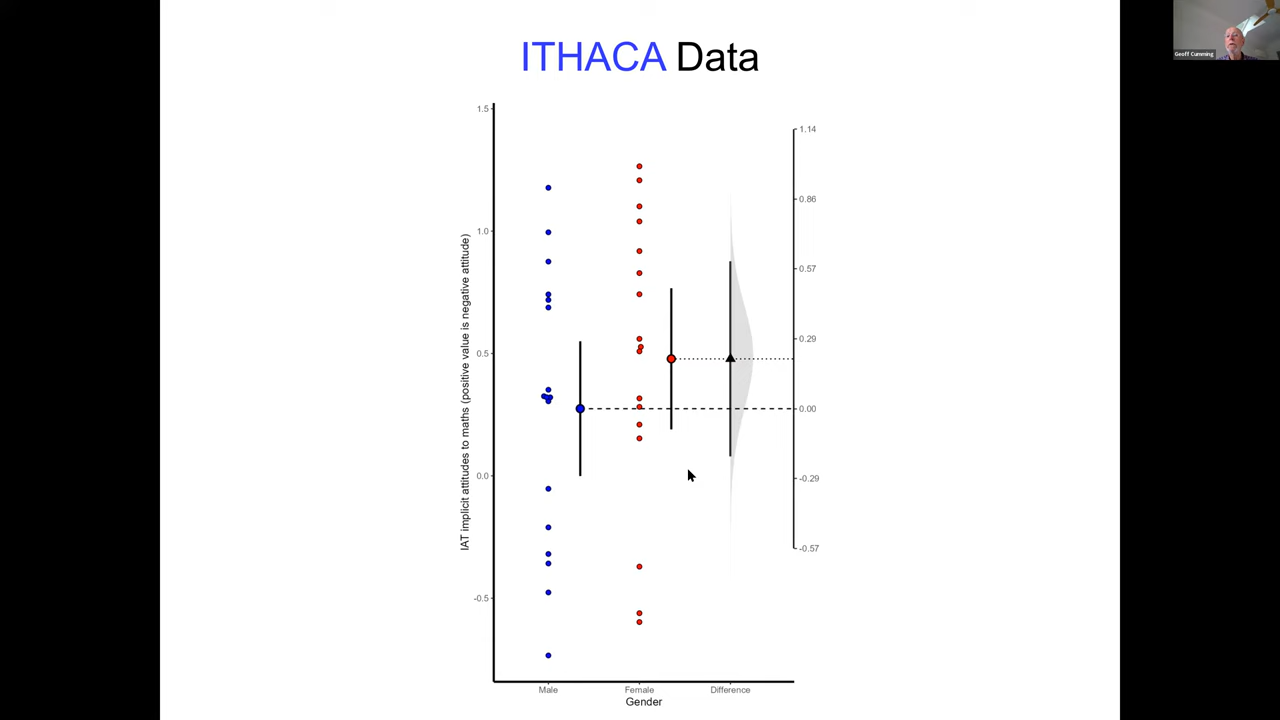 Geoff Cumming
ITHACA Data
1.5
1.0
0.5
0.0
-0.5
IAT implicit attitudes to maths (positive value is negative attitude)
1.14
0.86
0.57
0.29
0.00
-0.29
-0.57
Male Female Difference
Gender